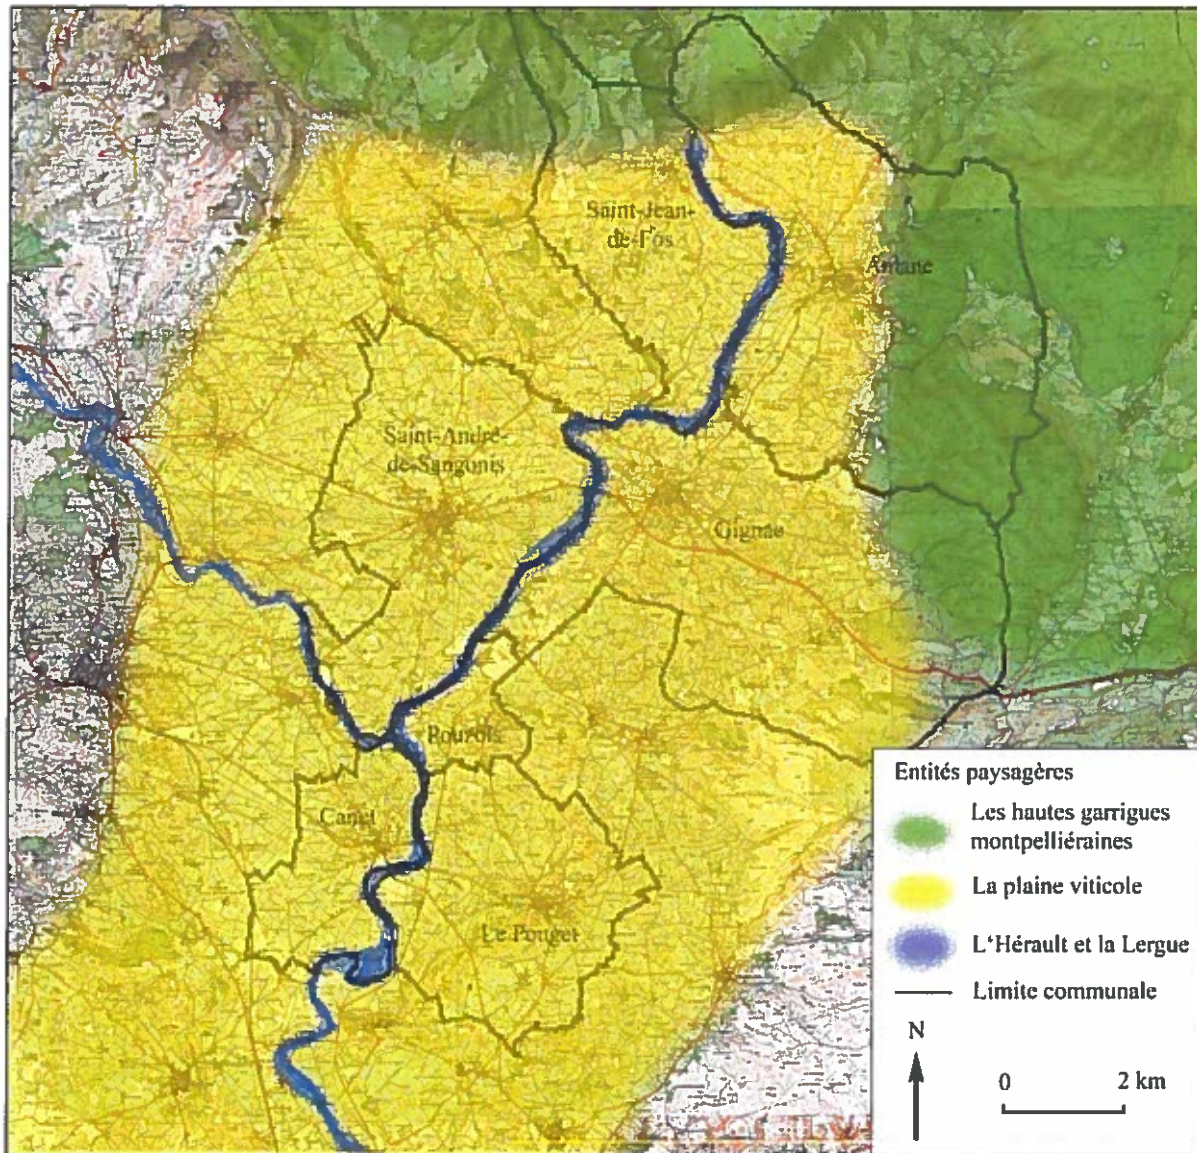 Saint-Jean-
de-Fos
Aniane
Saint-André-
de-Sangonis
Gignac
Pouzols
Canet
Le Pouget
Entités paysagères
Les hautes garrigues
montpelliéraines
La plaine viticole
L'Hérault et la Lergue
Limite communale
N
0
2 km